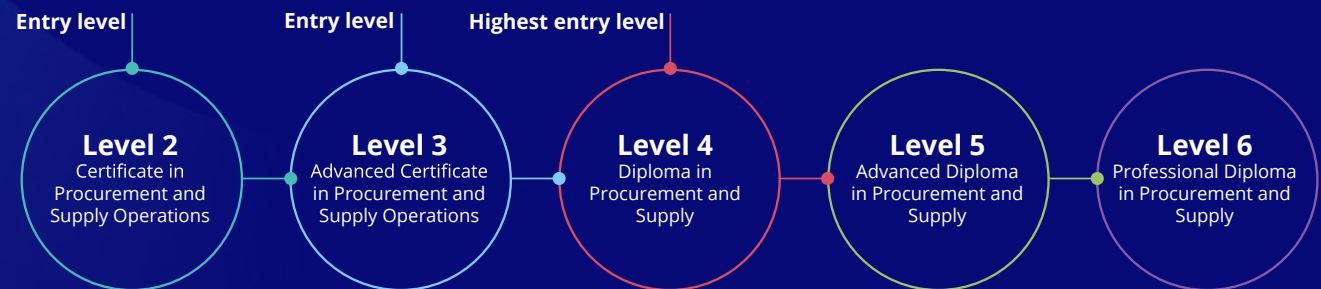 Entry level
Entry level
Highest entry level
Level 2
Certificate in
Procurement and
Supply Operations
Level 3
Advanced Certificate
in Procurement and
Supply Operations
Level 4
Diploma in
Procurement and
Supply
Level 5
Advanced Diploma
in Procurement and
Supply
Level 6
Professional Diploma
in Procurement and
Supply